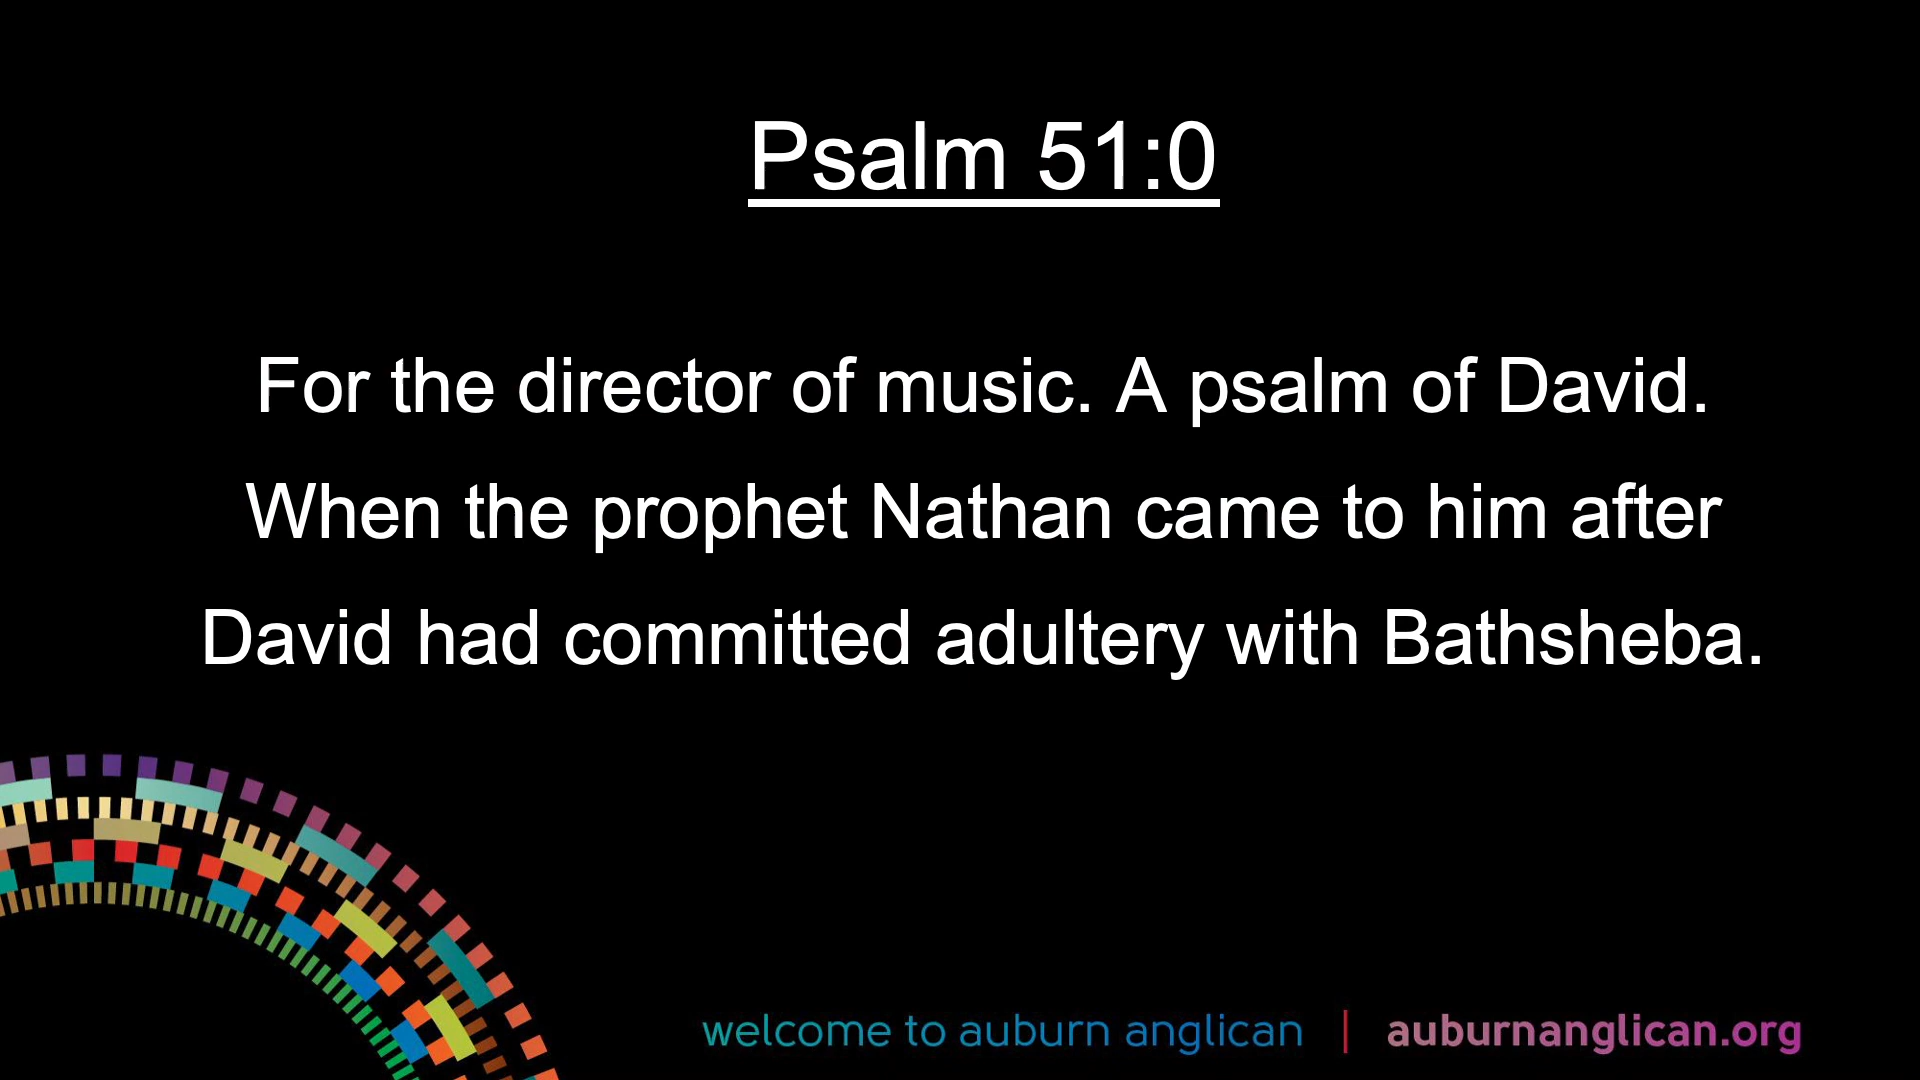 Psalm 51:0
For the director of music. A psalm of David.
When the prophet Nathan came to him after
David had committed adultery with Bathsheba.
welcome to auburn anglican | auburnanglican.org